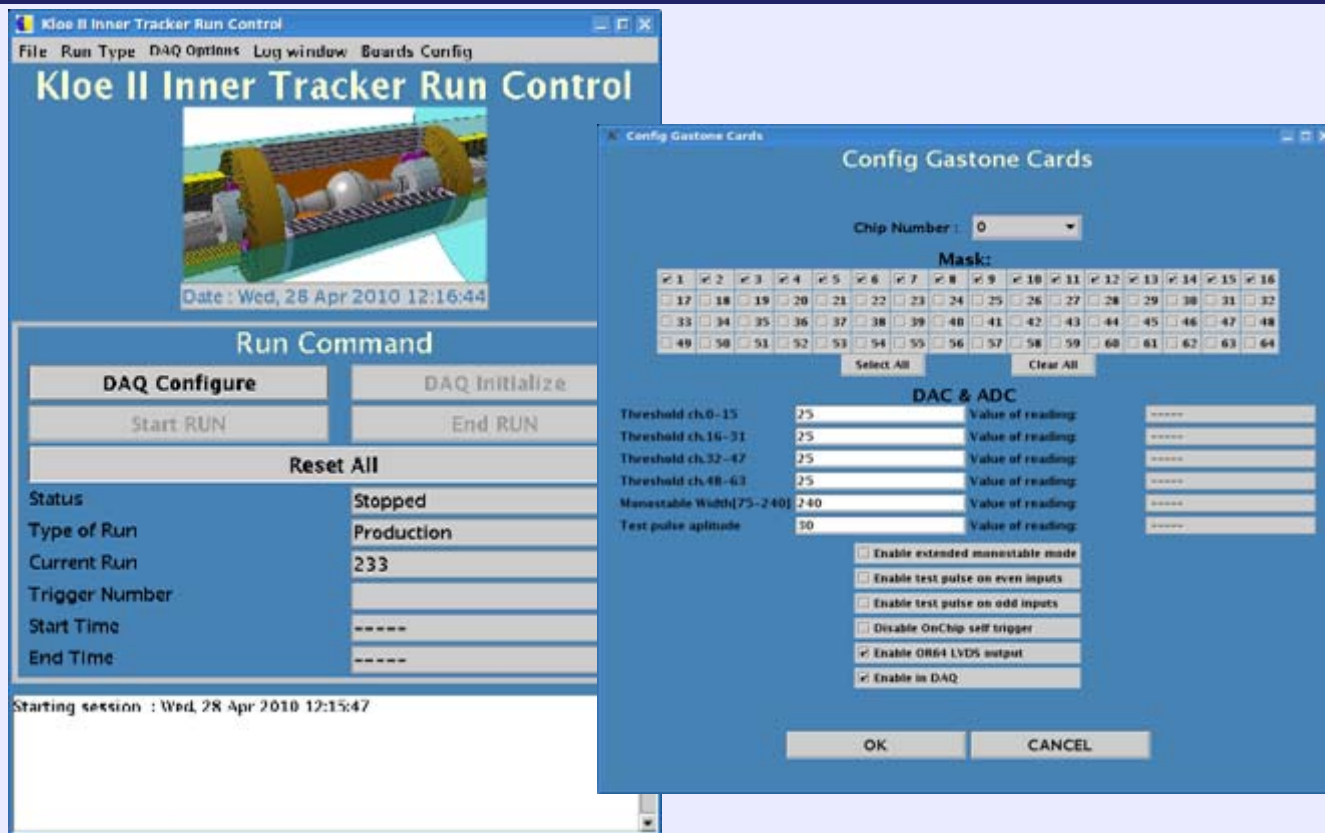 Kloe II Inner Tracker Run Control
File Run Type DAQ Options Log window Boards Config
Kloe II Inner Tracker Run Control
Date : Wed, 28 Apr 2010 12:16:44
Run Command
DAQ Configure DAQ Initialize
Start RUN End RUN
Reset All
Status Stopped
Type of Run Production
Current Run 233
Trigger Number
Start Time -----
End Time -----
Starting session : Wed, 28 Apr 2010 12:15:47
Config Gastone Cards
Config Gastone Cards
Chip Number : 0
Mask:
1 2 3 4 5 6 7 8 9 10 11 12 13 14 15 16
17 18 19 20 21 22 23 24 25 26 27 28 29 30 31 32
33 34 35 36 37 38 39 40 41 42 43 44 45 46 47 48
49 50 51 52 53 54 55 56 57 58 59 60 61 62 63 64
Select All Clear All
DAC & ADC
Threshold ch.0-15 25 Value of reading: -----
Threshold ch.16-31 25 Value of reading: -----
Threshold ch.32-47 25 Value of reading: -----
Threshold ch.48-63 25 Value of reading: -----
Monostable Width[75-240] 240 Value of reading: -----
Test pulse aplitude 30 Value of reading: -----
Enable extended monostable mode
Enable test pulse on even inputs
Enable test pulse on odd inputs
Disable OnChip self trigger
Enable OR64 LVDS output
Enable in DAQ
OK CANCEL